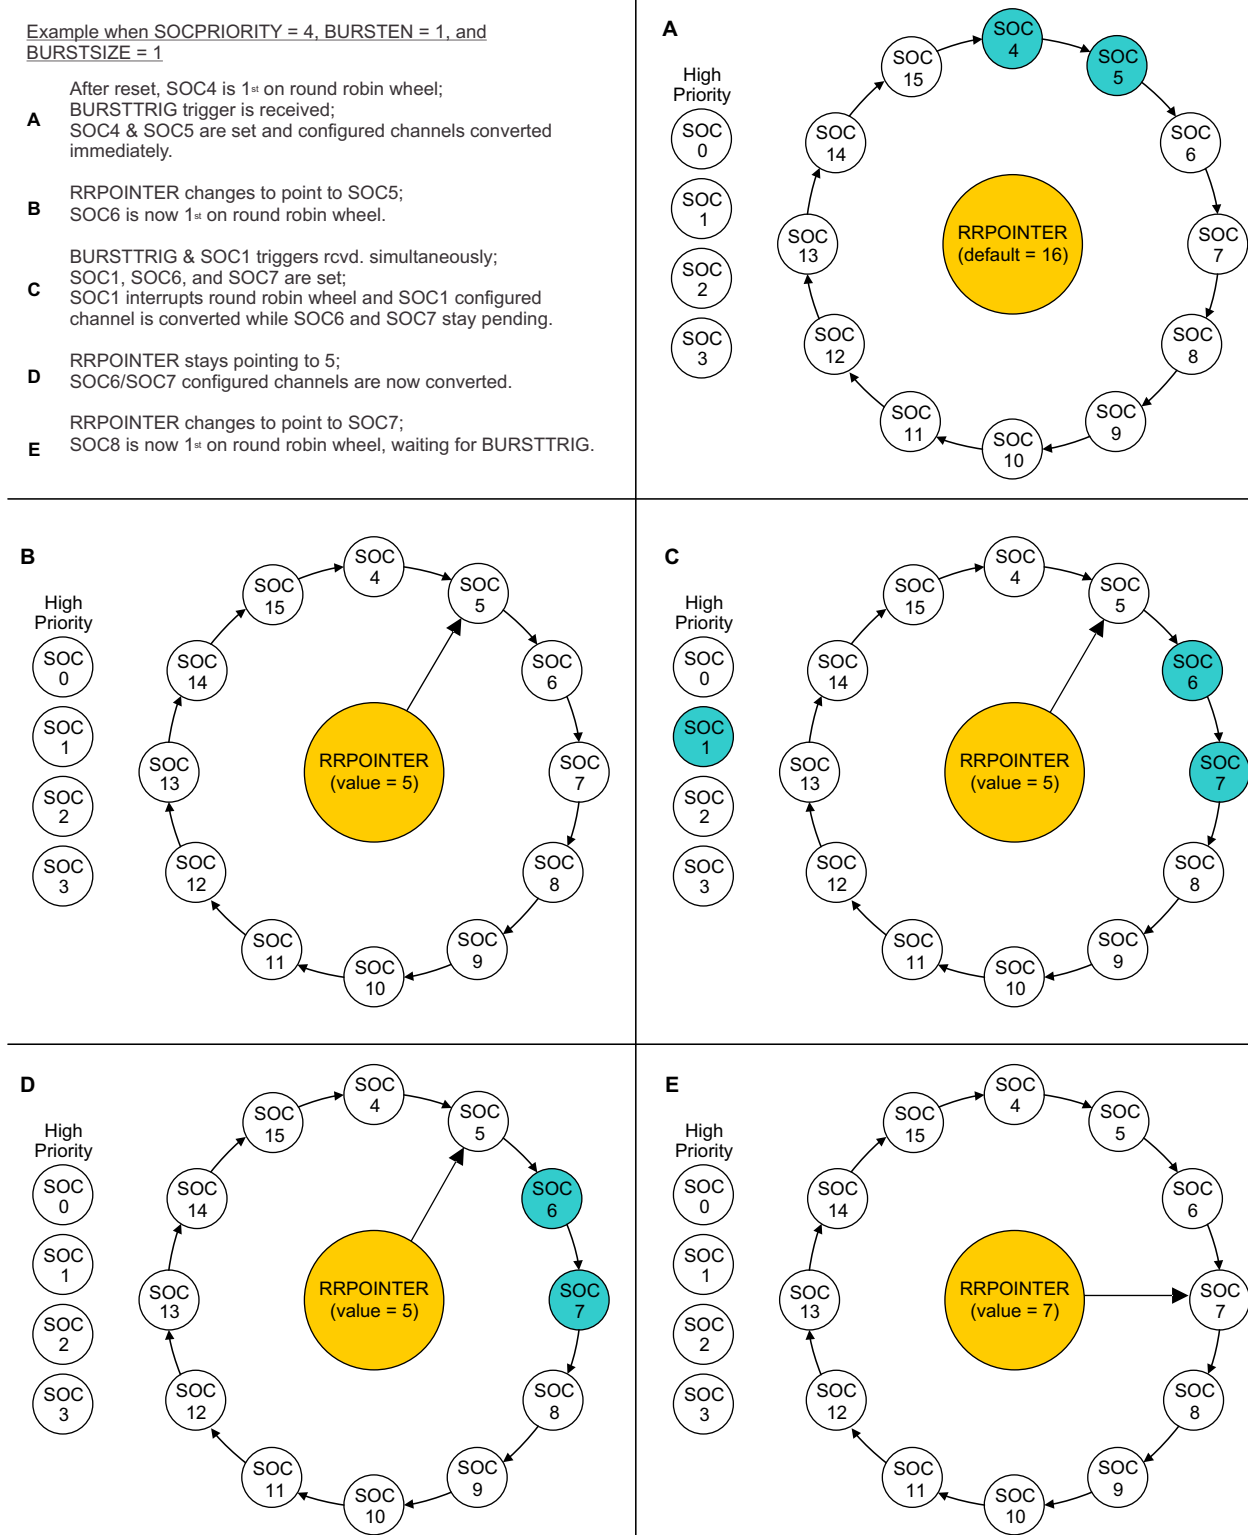 Example when SOCPRIORITY = 4, BURSTEN = 1, and
BURSTSIZE = 1
A
After reset, SOC4 is 1st on round robin wheel;
BURSTTRIG trigger is received;
SOC4 & SOC5 are set and configured channels converted
immediately.
B
RRPOINTER changes to point to SOC5;
SOC6 is now 1st on round robin wheel.
C
BURSTTRIG & SOC1 triggers rcvd. simultaneously;
SOC1, SOC6, and SOC7 are set;
SOC1 interrupts round robin wheel and SOC1 configured
channel is converted while SOC6 and SOC7 stay pending.
D
RRPOINTER stays pointing to 5;
SOC6/SOC7 configured channels are now converted.
E
RRPOINTER changes to point to SOC7;
SOC8 is now 1st on round robin wheel, waiting for BURSTTRIG.
A
High
Priority
SOC
0
SOC
1
SOC
2
SOC
3
SOC
4
SOC
5
SOC
6
SOC
7
SOC
8
SOC
9
SOC
10
SOC
11
SOC
12
SOC
13
SOC
14
SOC
15
RRPOINTER
(default = 16)
B
High
Priority
SOC
0
SOC
1
SOC
2
SOC
3
SOC
4
SOC
5
SOC
6
SOC
7
SOC
8
SOC
9
SOC
10
SOC
11
SOC
12
SOC
13
SOC
14
SOC
15
RRPOINTER
(value = 5)
C
High
Priority
SOC
0
SOC
1
SOC
2
SOC
3
SOC
4
SOC
5
SOC
6
SOC
7
SOC
8
SOC
9
SOC
10
SOC
11
SOC
12
SOC
13
SOC
14
SOC
15
RRPOINTER
(value = 5)
D
High
Priority
SOC
0
SOC
1
SOC
2
SOC
3
SOC
4
SOC
5
SOC
6
SOC
7
SOC
8
SOC
9
SOC
10
SOC
11
SOC
12
SOC
13
SOC
14
SOC
15
RRPOINTER
(value = 5)
E
High
Priority
SOC
0
SOC
1
SOC
2
SOC
3
SOC
4
SOC
5
SOC
6
SOC
7
SOC
8
SOC
9
SOC
10
SOC
11
SOC
12
SOC
13
SOC
14
SOC
15
RRPOINTER
(value = 7)